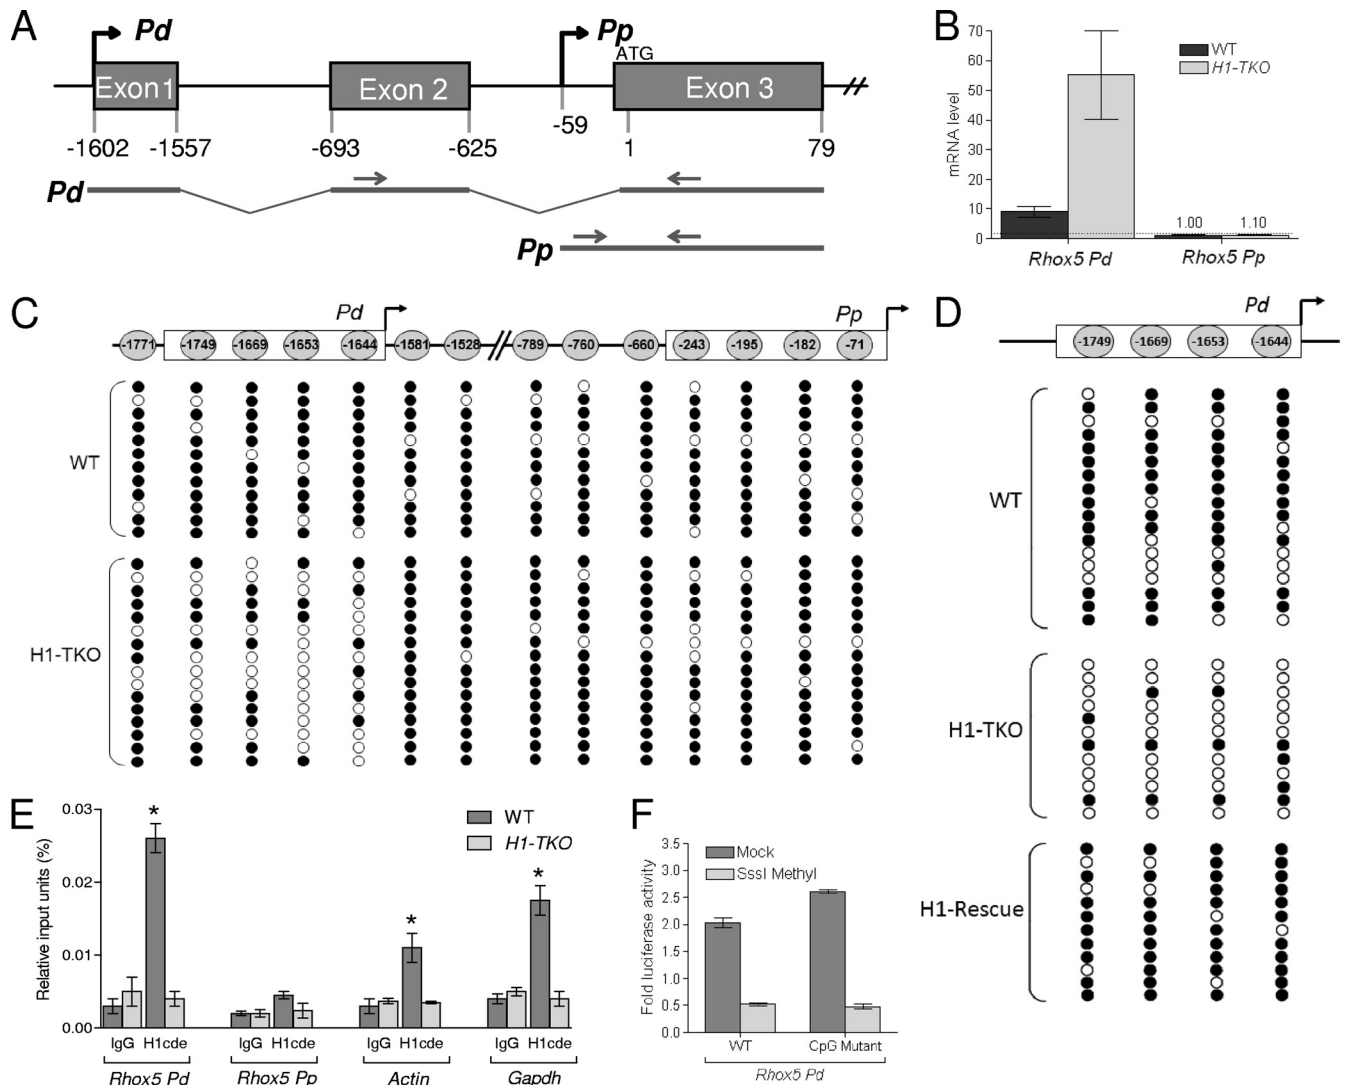 A
Pd
Pp
ATG
Exon1
Exon 2
Exon 3
-59
-1602
-1557
-693
-625
1
79
Pd
Pp
B
70
60
50
40
30
20
10
0
mRNA level
WT
H1-TKO
1.00
1.10
Rhox5 Pd
Rhox5 Pp
C
Pd
Pp
-1771
-1749
-1669
-1653
-1644
-1581
-1528
-789
-760
-660
-243
-195
-182
-71
WT
H1-TKO
D
Pd
-1749
-1669
-1653
-1644
WT
H1-TKO
H1-Rescue
E
0.03
0.02
0.01
0.00
Relative input units (%)
*
*
*
WT
H1-TKO
IgG H1cde
IgG H1cde
IgG H1cde
IgG H1cde
Rhox5 Pd
Rhox5 Pp
Actin
Gapdh
F
3.5
3.0
2.5
2.0
1.5
1.0
0.5
0.0
Fold luciferase activity
Mock
SssI Methyl
WT
CpG Mutant
Rhox5 Pd